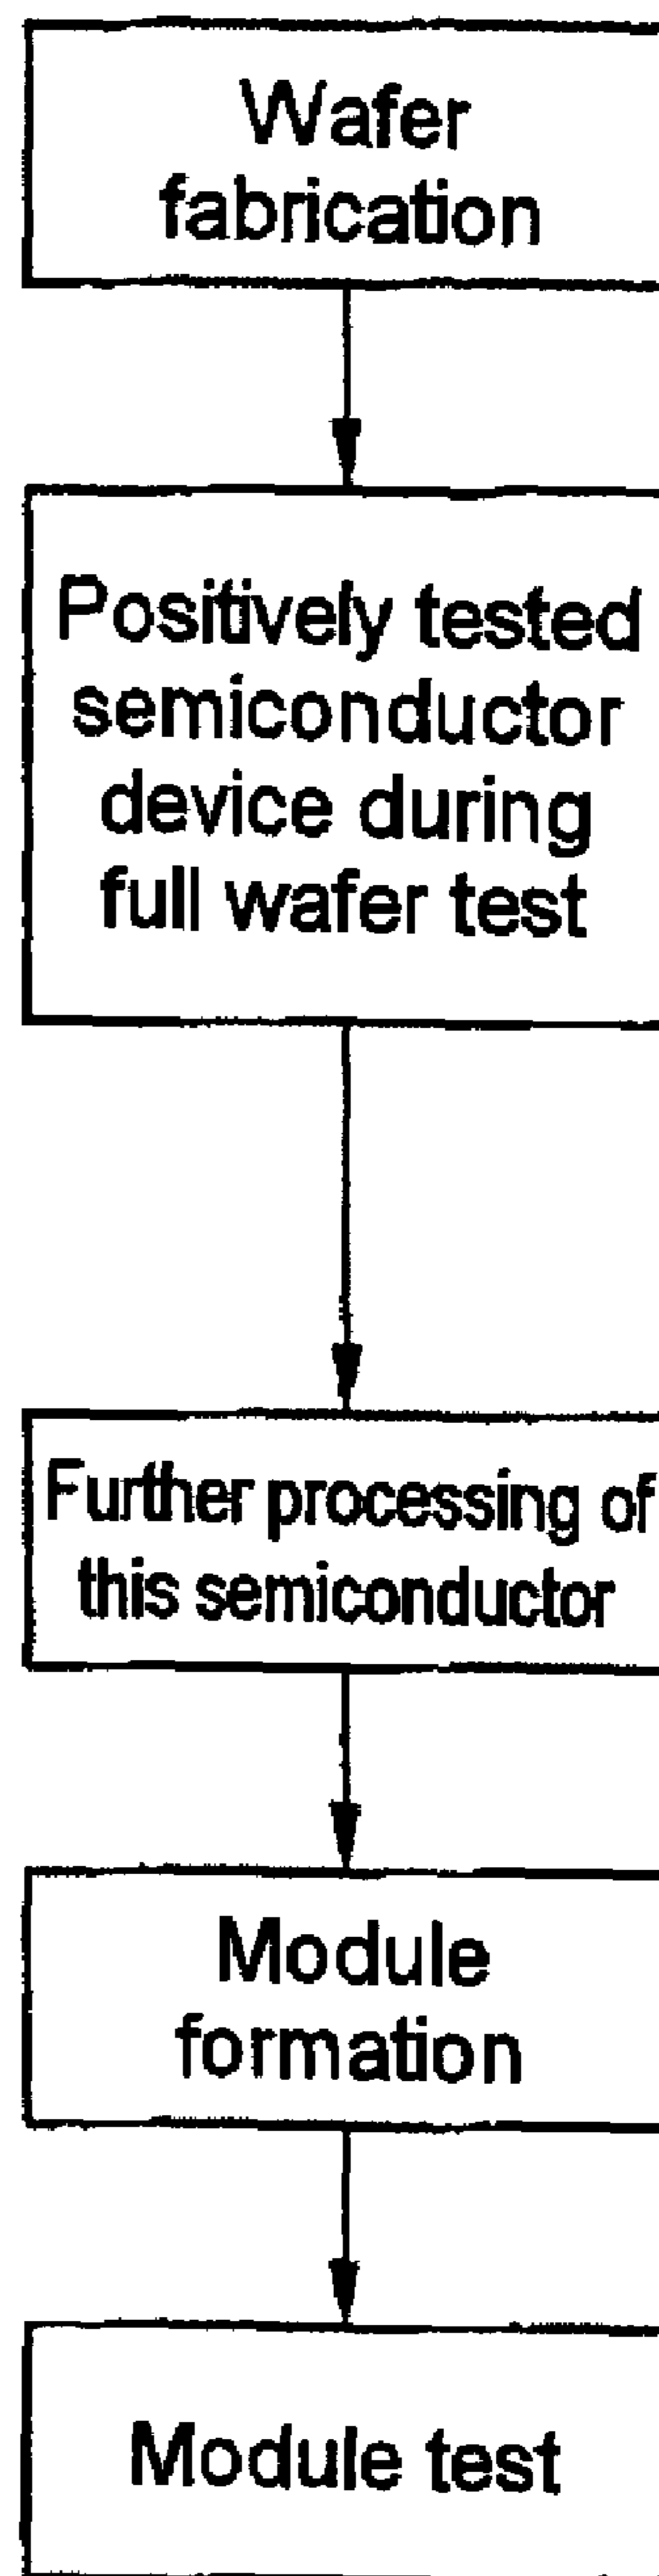 Wafer
fabrication
Positively tested
semiconductor
device during
full wafer test
Further processing of
this semiconductor
Module
formation
Module test